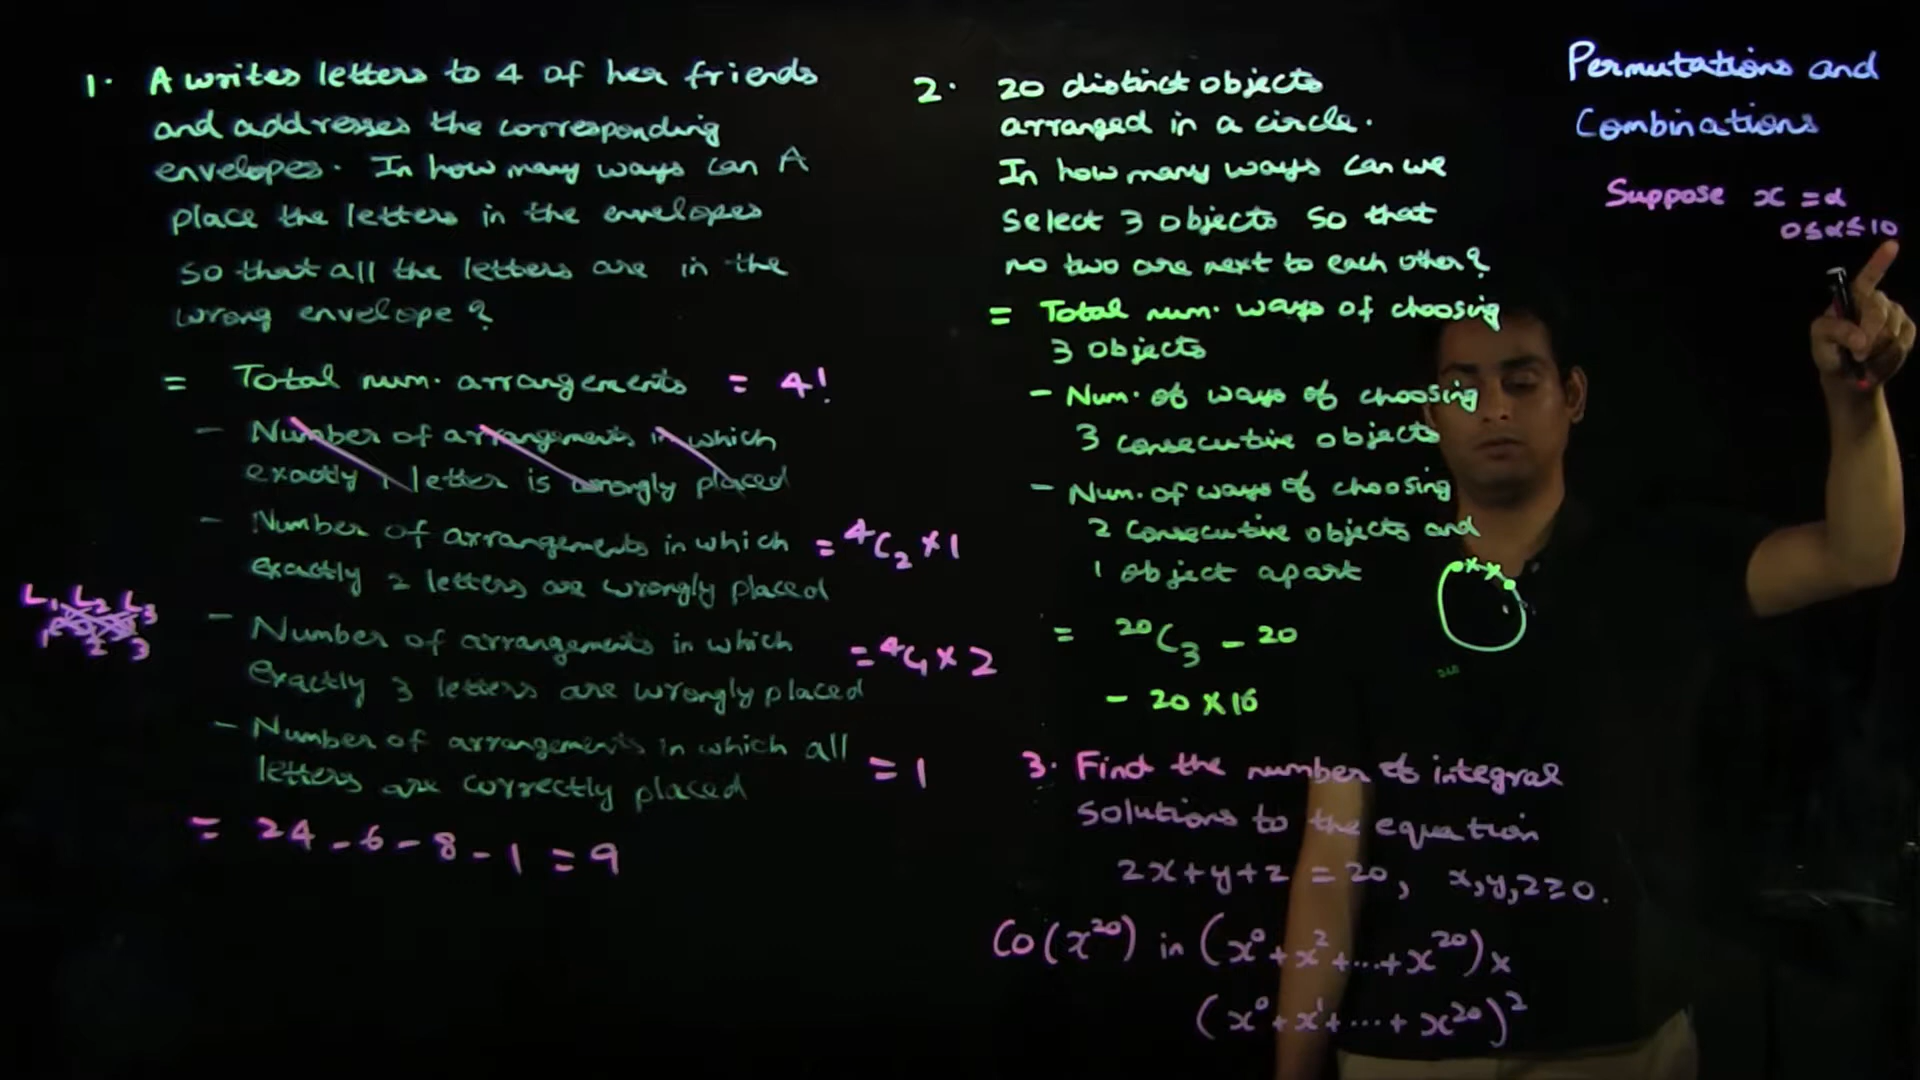 1. A writes letters to 4 of her friends
and addresses the corresponding
envelopes. In how many ways can A
place the letters in the envelopes
so that all the letters are in the
wrong envelope?
= Total num. arrangements = 4!
- Number of arrangements in which
exactly 1 letter is wrongly placed
- Number of arrangements in which
exactly 2 letters are wrongly placed
= ⁴C₂ × 1
- Number of arrangements in which
exactly 3 letters are wrongly placed
= ⁴C₁ × 2
L₁ L₂ L₃
1 2 3
- Number of arrangements in which all
letters are correctly placed
= 1
= 24 - 6 - 8 - 1 = 9
2. 20 distinct objects
arranged in a circle.
In how many ways can we
select 3 objects so that
no two are next to each other?
= Total num. ways of choosing
3 objects
- Num. of ways of choosing
3 consecutive objects
- Num. of ways of choosing
2 consecutive objects and
1 object apart
= ²⁰C₃ - 20
- 20 × 16
3. Find the number of integral
solutions to the equation
2x+y+z = 20, x,y,z ≥ 0.
CO(x²⁰) in (x⁰+x²+...+x²⁰) ×
(x⁰+x¹+...+x²⁰)²
Permutations and
Combinations
Suppose x = α
0≤α≤10